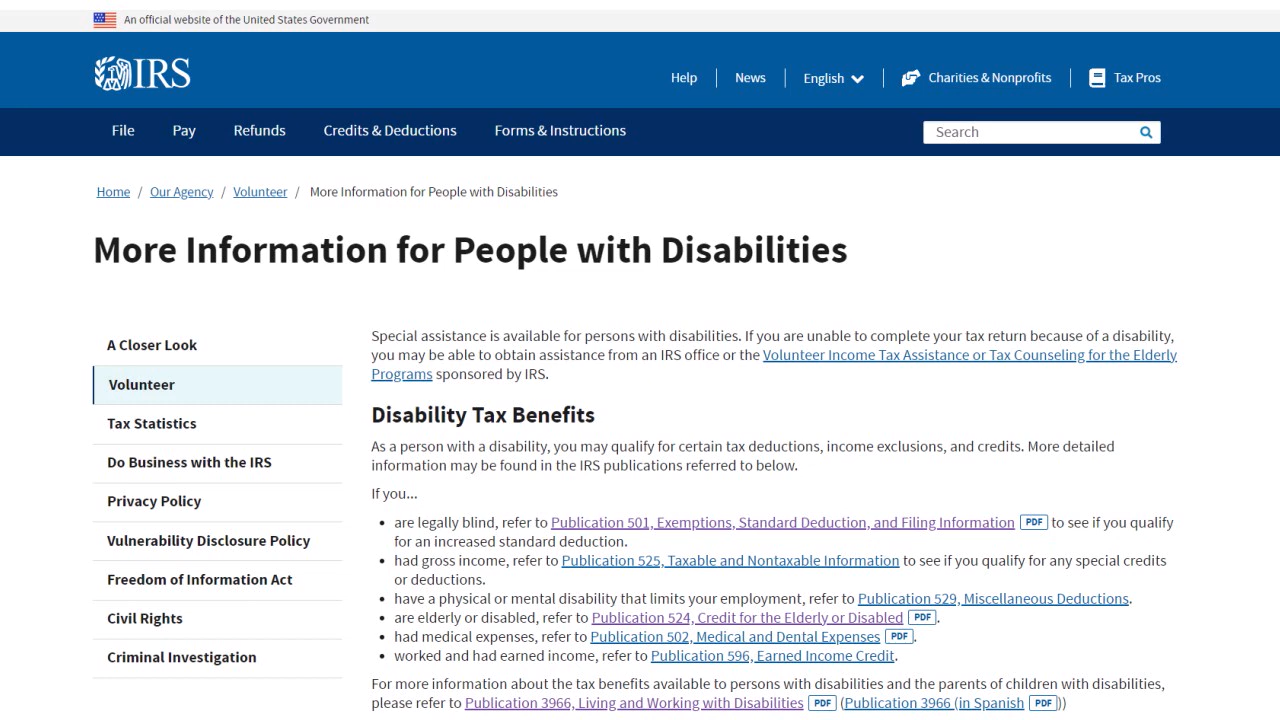 An official website of the United States Government
IRS
Help
News
English
Charities & Nonprofits
Tax Pros
File
Pay
Refunds
Credits & Deductions
Forms & Instructions
Search
Home / Our Agency / Volunteer / More Information for People with Disabilities
More Information for People with Disabilities
A Closer Look
Volunteer
Tax Statistics
Do Business with the IRS
Privacy Policy
Vulnerability Disclosure Policy
Freedom of Information Act
Civil Rights
Criminal Investigation
Special assistance is available for persons with disabilities. If you are unable to complete your tax return because of a disability,
you may be able to obtain assistance from an IRS office or the Volunteer Income Tax Assistance or Tax Counseling for the Elderly
Programs sponsored by IRS.
Disability Tax Benefits
As a person with a disability, you may qualify for certain tax deductions, income exclusions, and credits. More detailed
information may be found in the IRS publications referred to below.
If you...
• are legally blind, refer to Publication 501, Exemptions, Standard Deduction, and Filing Information PDF to see if you qualify
for an increased standard deduction.
• had gross income, refer to Publication 525, Taxable and Nontaxable Information to see if you qualify for any special credits
or deductions.
• have a physical or mental disability that limits your employment, refer to Publication 529, Miscellaneous Deductions.
• are elderly or disabled, refer to Publication 524, Credit for the Elderly or Disabled PDF.
• had medical expenses, refer to Publication 502, Medical and Dental Expenses PDF.
• worked and had earned income, refer to Publication 596, Earned Income Credit.
For more information about the tax benefits available to persons with disabilities and the parents of children with disabilities,
please refer to Publication 3966, Living and Working with Disabilities PDF (Publication 3966 (in Spanish PDF))